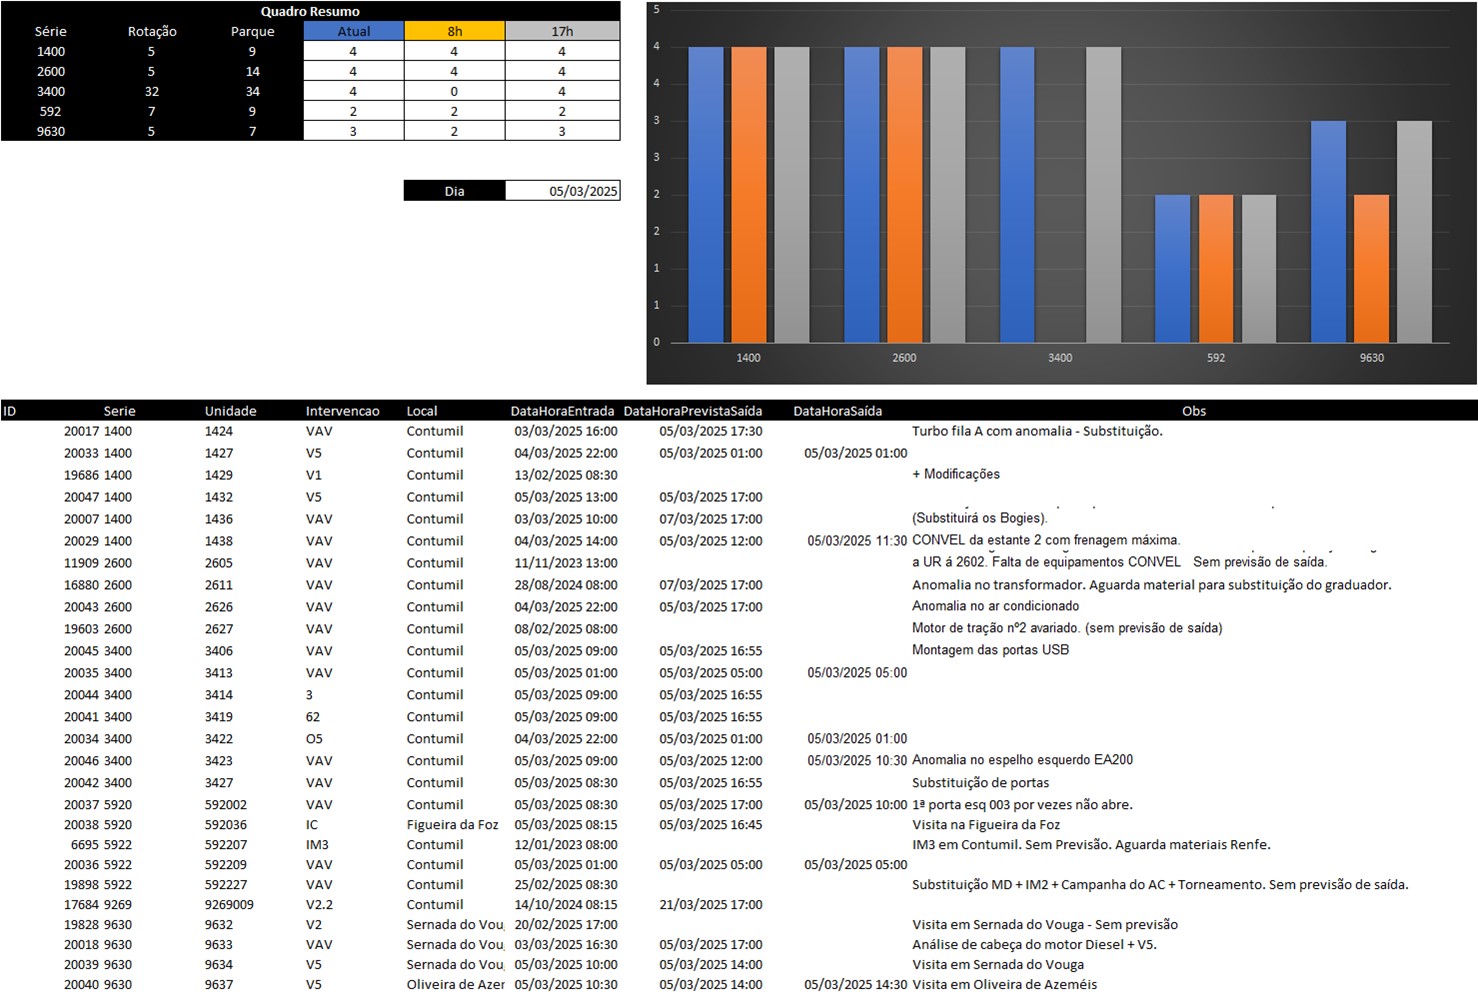 Quadro Resumo
Série Rotação Parque Atual 8h 17h
1400 5 9 4 4 4
2600 5 14 4 4 4
3400 32 34 4 0 4
592 7 9 2 2 2
9630 5 7 3 2 3
Dia 05/03/2025
5
4
4
3
3
2
2
1
1
0
1400 2600 3400 592 9630
ID Serie Unidade Intervencao Local DataHoraEntrada DataHoraPrevistaSaída DataHoraSaída Obs
20017 1400 1424 VAV Contumil 03/03/2025 16:00 05/03/2025 17:30 Turbo fila A com anomalia - Substituição.
20033 1400 1427 V5 Contumil 04/03/2025 22:00 05/03/2025 01:00 05/03/2025 01:00
19686 1400 1429 V1 Contumil 13/02/2025 08:30 + Modificações
20047 1400 1432 V5 Contumil 05/03/2025 13:00 05/03/2025 17:00
20007 1400 1436 VAV Contumil 03/03/2025 10:00 07/03/2025 17:00 (Substituirá os Bogies).
20029 1400 1438 VAV Contumil 04/03/2025 14:00 05/03/2025 12:00 05/03/2025 11:30 CONVEL da estante 2 com frenagem máxima.
11909 2600 2605 VAV Contumil 11/11/2023 13:00 a UR á 2602. Falta de equipamentos CONVEL Sem previsão de saída.
16880 2600 2611 VAV Contumil 28/08/2024 08:00 07/03/2025 17:00 Anomalia no transformador. Aguarda material para substituição do graduador.
20043 2600 2626 VAV Contumil 04/03/2025 22:00 05/03/2025 17:00 Anomalia no ar condicionado
19603 2600 2627 VAV Contumil 08/02/2025 08:00 Motor de tração nº2 avariado. (sem previsão de saída)
20045 3400 3406 VAV Contumil 05/03/2025 09:00 05/03/2025 16:55 Montagem das portas USB
20035 3400 3413 VAV Contumil 05/03/2025 01:00 05/03/2025 05:00 05/03/2025 05:00
20044 3400 3414 3 Contumil 05/03/2025 09:00 05/03/2025 16:55
20041 3400 3419 62 Contumil 05/03/2025 09:00 05/03/2025 16:55
20034 3400 3422 O5 Contumil 04/03/2025 22:00 05/03/2025 01:00 05/03/2025 01:00
20046 3400 3423 VAV Contumil 05/03/2025 09:00 05/03/2025 12:00 05/03/2025 10:30 Anomalia no espelho esquerdo EA200
20042 3400 3427 VAV Contumil 05/03/2025 08:30 05/03/2025 16:55 Substituição de portas
20037 5920 592002 VAV Contumil 05/03/2025 08:30 05/03/2025 17:00 05/03/2025 10:00 1ª porta esq 003 por vezes não abre.
20038 5920 592036 IC Figueira da Foz 05/03/2025 08:15 05/03/2025 16:45 Visita na Figueira da Foz
6695 5922 592207 IM3 Contumil 12/01/2023 08:00 IM3 em Contumil. Sem Previsão. Aguarda materiais Renfe.
20036 5922 592209 VAV Contumil 05/03/2025 01:00 05/03/2025 05:00 05/03/2025 05:00
19898 5922 592227 VAV Contumil 25/02/2025 08:30 Substituição MD + IM2 + Campanha do AC + Torneamento. Sem previsão de saída.
17684 9269 9269009 V2.2 Contumil 14/10/2024 08:15 21/03/2025 17:00
19828 9630 9632 V2 Sernada do Vou 20/02/2025 17:00 Visita em Sernada do Vouga - Sem previsão
20018 9630 9633 VAV Sernada do Vou 03/03/2025 16:30 05/03/2025 17:00 Análise de cabeça do motor Diesel + V5.
20039 9630 9634 V5 Sernada do Vou 05/03/2025 10:00 05/03/2025 14:00 Visita em Sernada do Vouga
20040 9630 9637 V5 Oliveira de Azer 05/03/2025 10:30 05/03/2025 14:00 05/03/2025 14:30 Visita em Oliveira de Azeméis